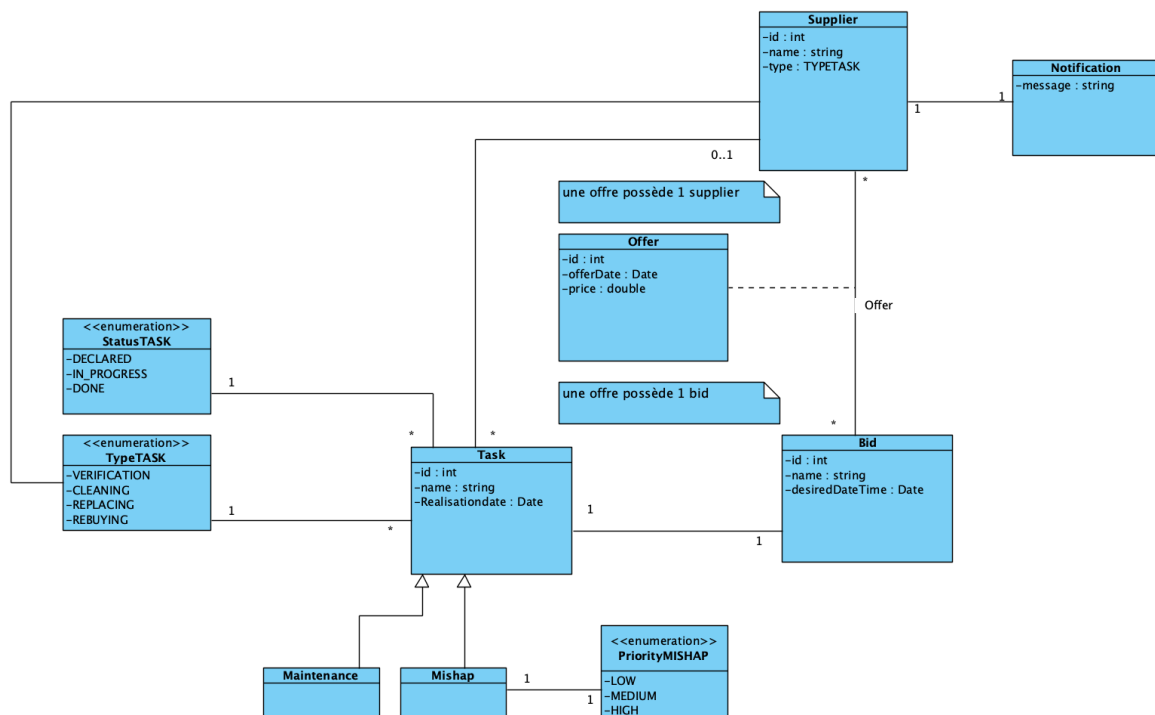 Supplier
-id : int
-name : string
-type : TYPETASK
Notification
-message : string
1
1
0..1
*
une offre possède 1 supplier
Offer
-id : int
-offerDate : Date
-price : double
Offer
<<enumeration>>
StatusTASK
-DECLARED
-IN_PROGRESS
-DONE
1
une offre possède 1 bid
*
*
*
<<enumeration>>
TypeTASK
-VERIFICATION
-CLEANING
-REPLACING
-REBUYING
1
*
Task
-id : int
-name : string
-Realisationdate : Date
Bid
-id : int
-name : string
-desiredDateTime : Date
1
1
Maintenance
Mishap
1
1
<<enumeration>>
PriorityMISHAP
-LOW
-MEDIUM
-HIGH